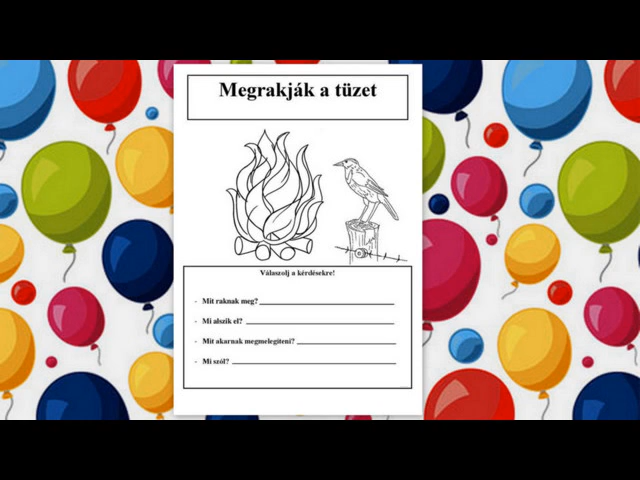 Megrakják a tüzet
Válaszolj a kérdésekre!
- Mit raknak meg?
- Mi alszik el?
- Mit akarnak megmelegíteni?
- Mi szól?